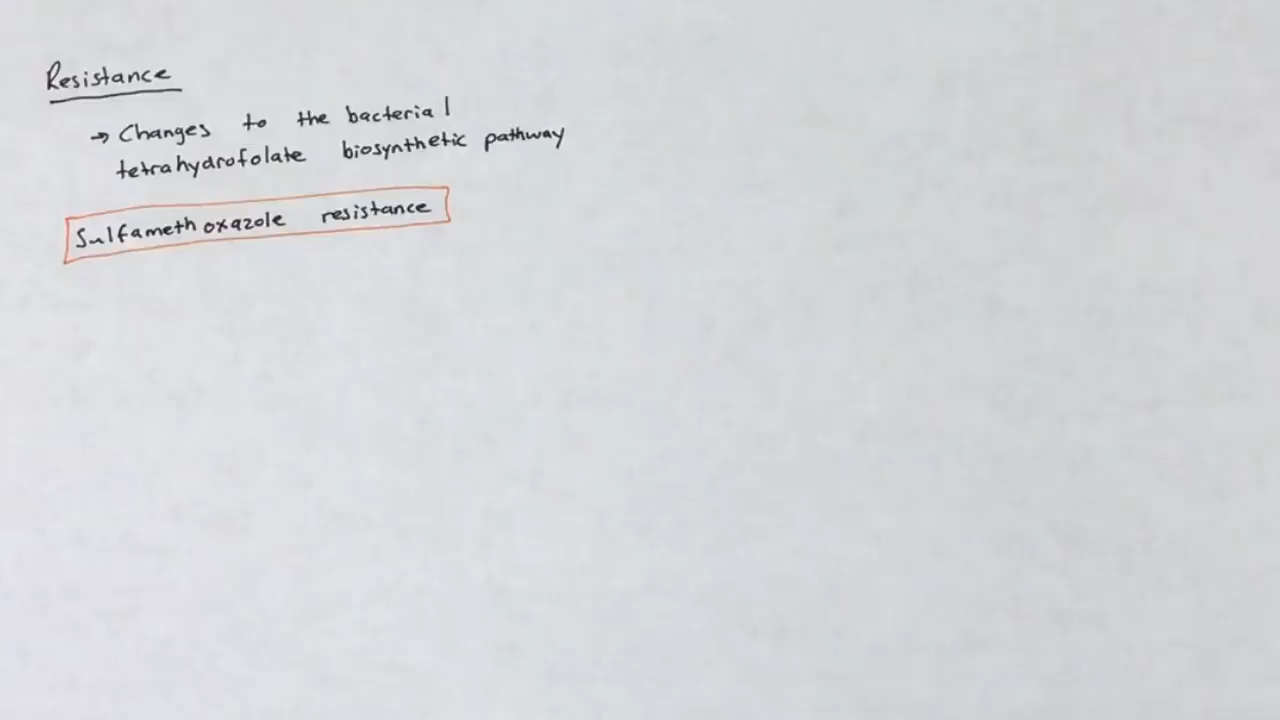 Resistance
→ Changes to the bacterial
tetrahydrofolate biosynthetic pathway
Sulfamethoxazole resistance